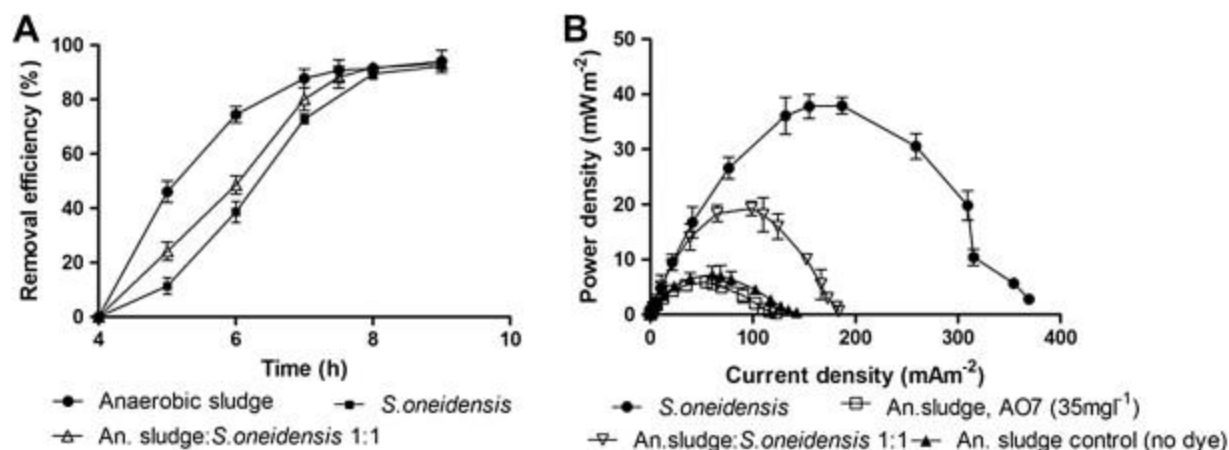 A
B
Removal efficiency (%)
100
80
60
40
20
0
4
6
8
10
Time (h)
Anaerobic sludge
S.oneidensis
An. sludge:S.oneidensis 1:1
Power density (mWm⁻²)
50
40
30
20
10
0
0
100
200
300
400
Current density (mAm⁻²)
S.oneidensis
An.sludge, AO7 (35mgl⁻¹)
An.sludge:S.oneidensis 1:1
An. sludge control (no dye)